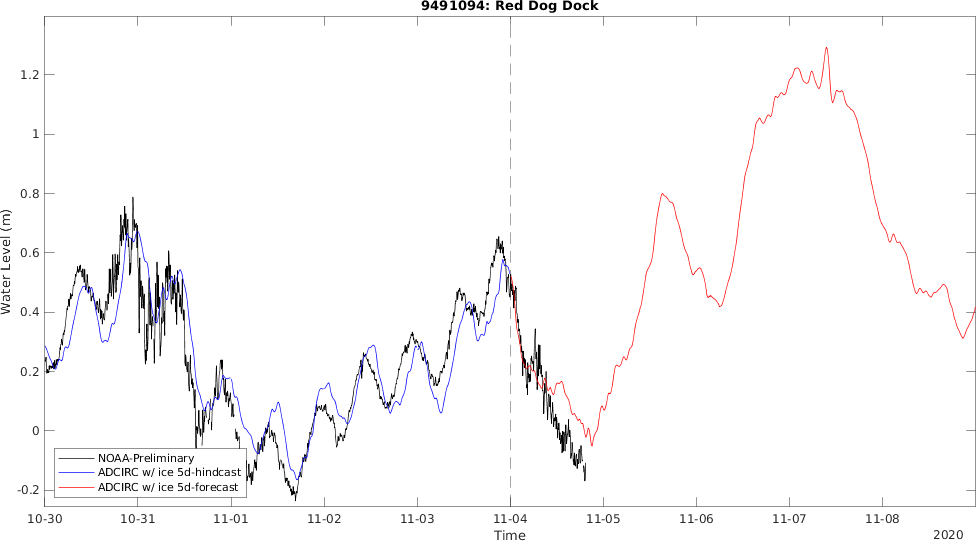 9491094: Red Dog Dock
Water Level (m)
1.2
1
0.8
0.6
0.4
0.2
0
-0.2
NOAA-Preliminary
ADCIRC w/ ice 5d-hindcast
ADCIRC w/ ice 5d-forecast
10-30 10-31 11-01 11-02 11-03 11-04 11-05 11-06 11-07 11-08
Time
2020